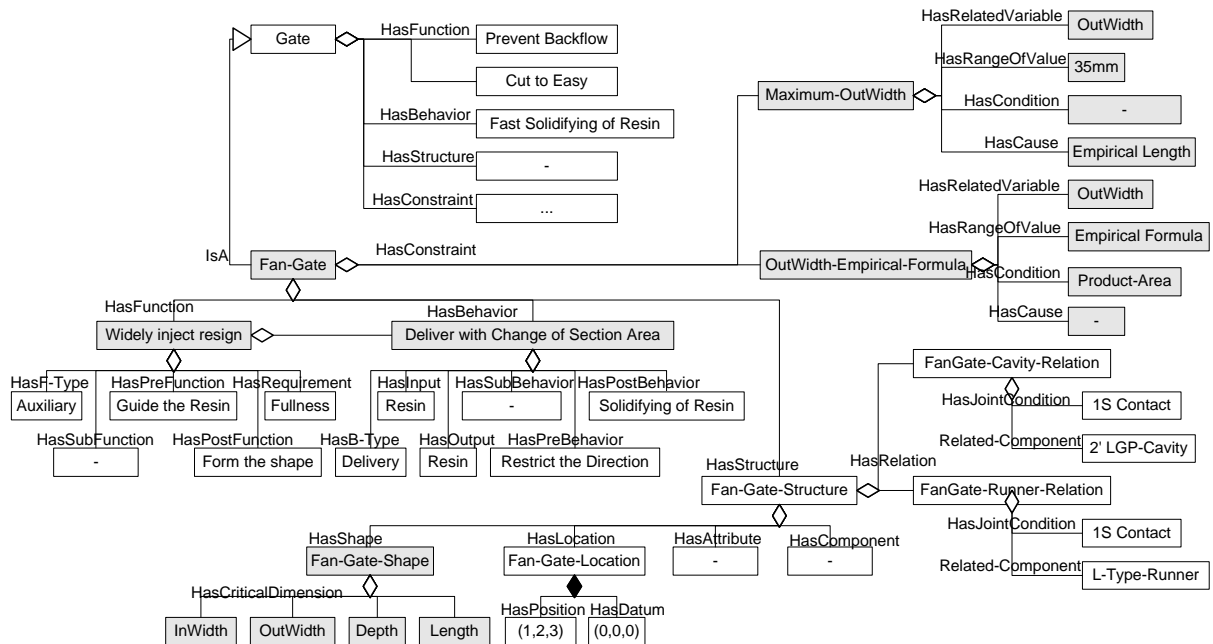 HasRelatedVariable
OutWidth
HasFunction
Gate
Prevent Backflow
HasRangeOfValue
35mm
Cut to Easy
Maximum-OutWidth
HasCondition
-
HasBehavior
Fast Solidifying of Resin
HasCause
Empirical Length
HasStructure
-
HasRelatedVariable
OutWidth
HasConstraint
...
HasRangeOfValue
Empirical Formula
IsA
HasConstraint
Fan-Gate
OutWidth-Empirical-Formula
HasCondition
Product-Area
HasFunction
HasBehavior
HasCause
-
Widely inject resign
Deliver with Change of Section Area
FanGate-Cavity-Relation
HasF-Type
HasPreFunction
HasRequirement
HasInput
HasSubBehavior
HasPostBehavior
Auxiliary
Guide the Resin
Fullness
Resin
-
Solidifying of Resin
HasJointCondition
1S Contact
HasSubFunction
HasPostFunction
HasB-Type
HasOutput
HasPreBehavior
-
Form the shape
Delivery
Resin
Restrict the Direction
Related-Component
2' LGP-Cavity
HasStructure
HasRelation
Fan-Gate-Structure
FanGate-Runner-Relation
HasJointCondition
1S Contact
HasShape
HasLocation
HasAttribute
HasComponent
Fan-Gate-Shape
Fan-Gate-Location
-
-
Related-Component
L-Type-Runner
HasCriticalDimension
HasPosition
HasDatum
InWidth
OutWidth
Depth
Length
(1,2,3)
(0,0,0)